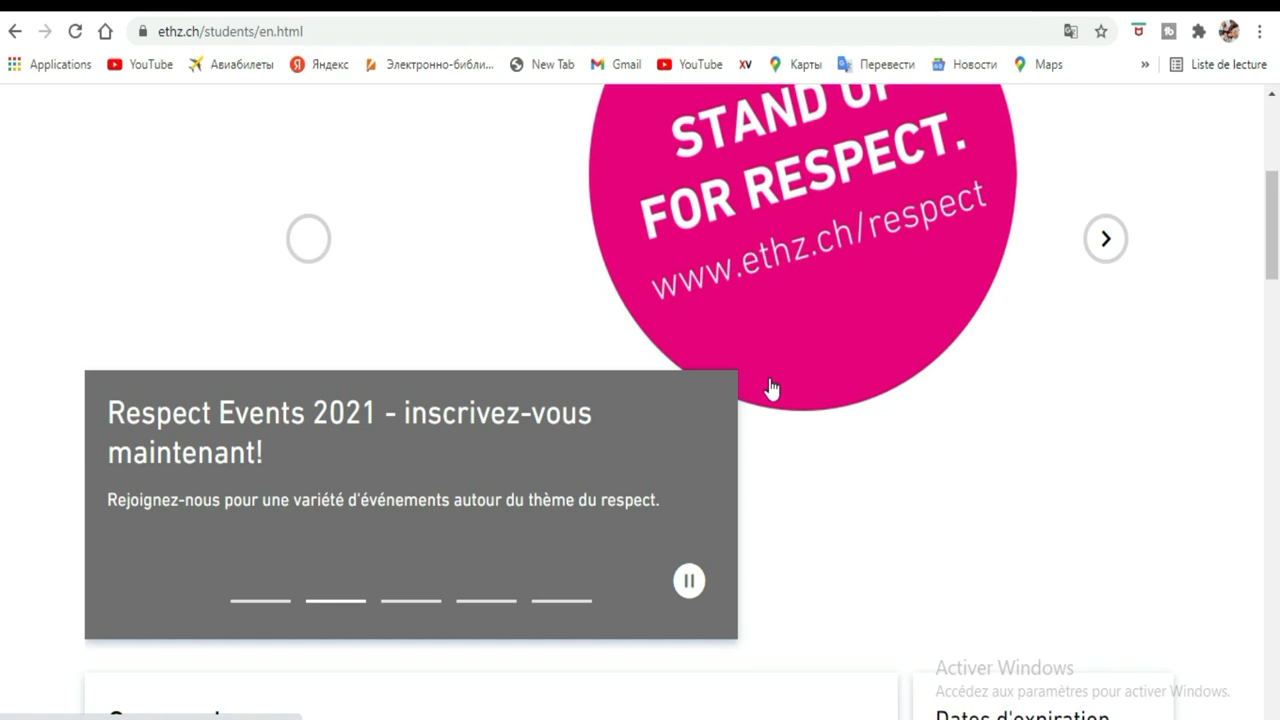 ethz.ch/students/en.html
Applications
YouTube
Авиабилеты
Яндекс
Электронно-библи...
New Tab
Gmail
YouTube
XV
Карты
Перевести
Новости
Maps
»
Liste de lecture
STAND UP
FOR RESPECT.
www.ethz.ch/respect
Respect Events 2021 - inscrivez-vous
maintenant!
Rejoignez-nous pour une variété d'événements autour du thème du respect.
Activer Windows
Accédez aux paramètres pour activer Windows.
Dates d'expiration